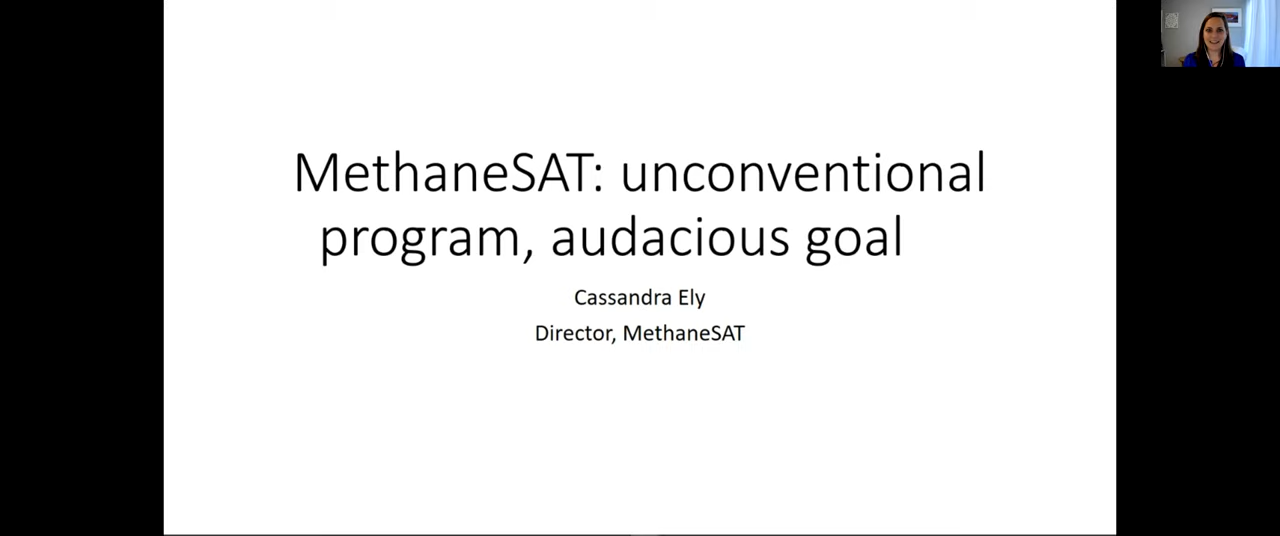 MethaneSAT: unconventional
program, audacious goal
Cassandra Ely
Director, MethaneSAT